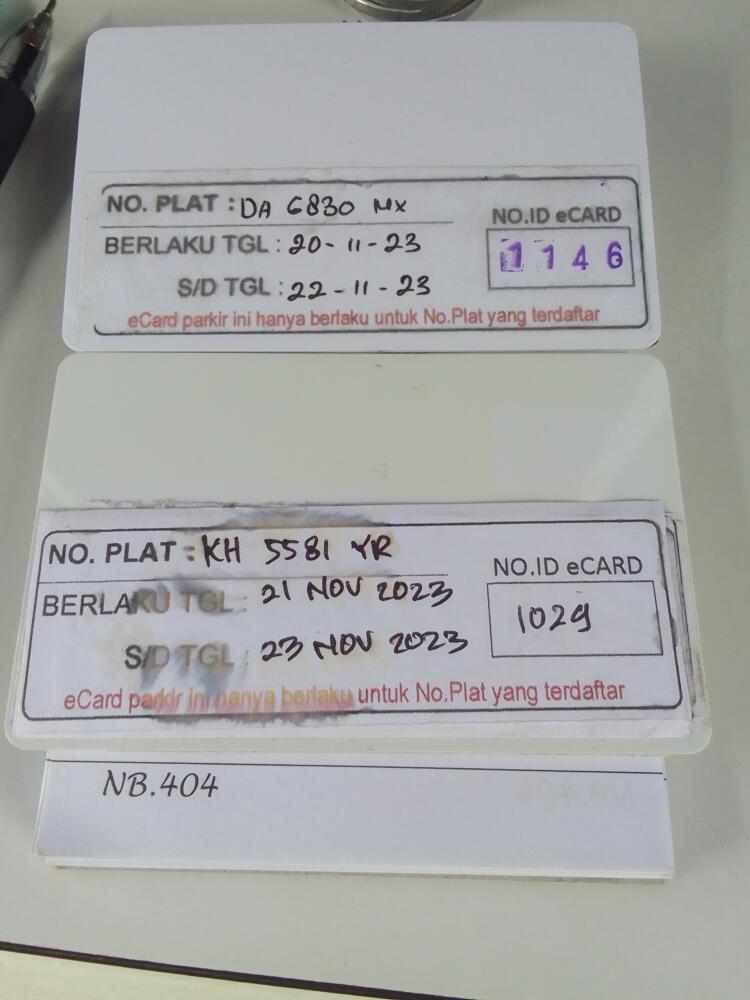 NO. PLAT : DA 6830 MX
NO.ID eCARD
BERLAKU TGL : 20-11-23
1146
S/D TGL : 22-11-23
eCard parkir ini hanya berlaku untuk No.Plat yang terdaftar
NO. PLAT : KH 5581 YR
NO.ID eCARD
BERLAKU TGL : 21 NOV 2023
1029
S/D TGL : 23 NOV 2023
eCard parkir ini hanya berlaku untuk No.Plat yang terdaftar
NB.404